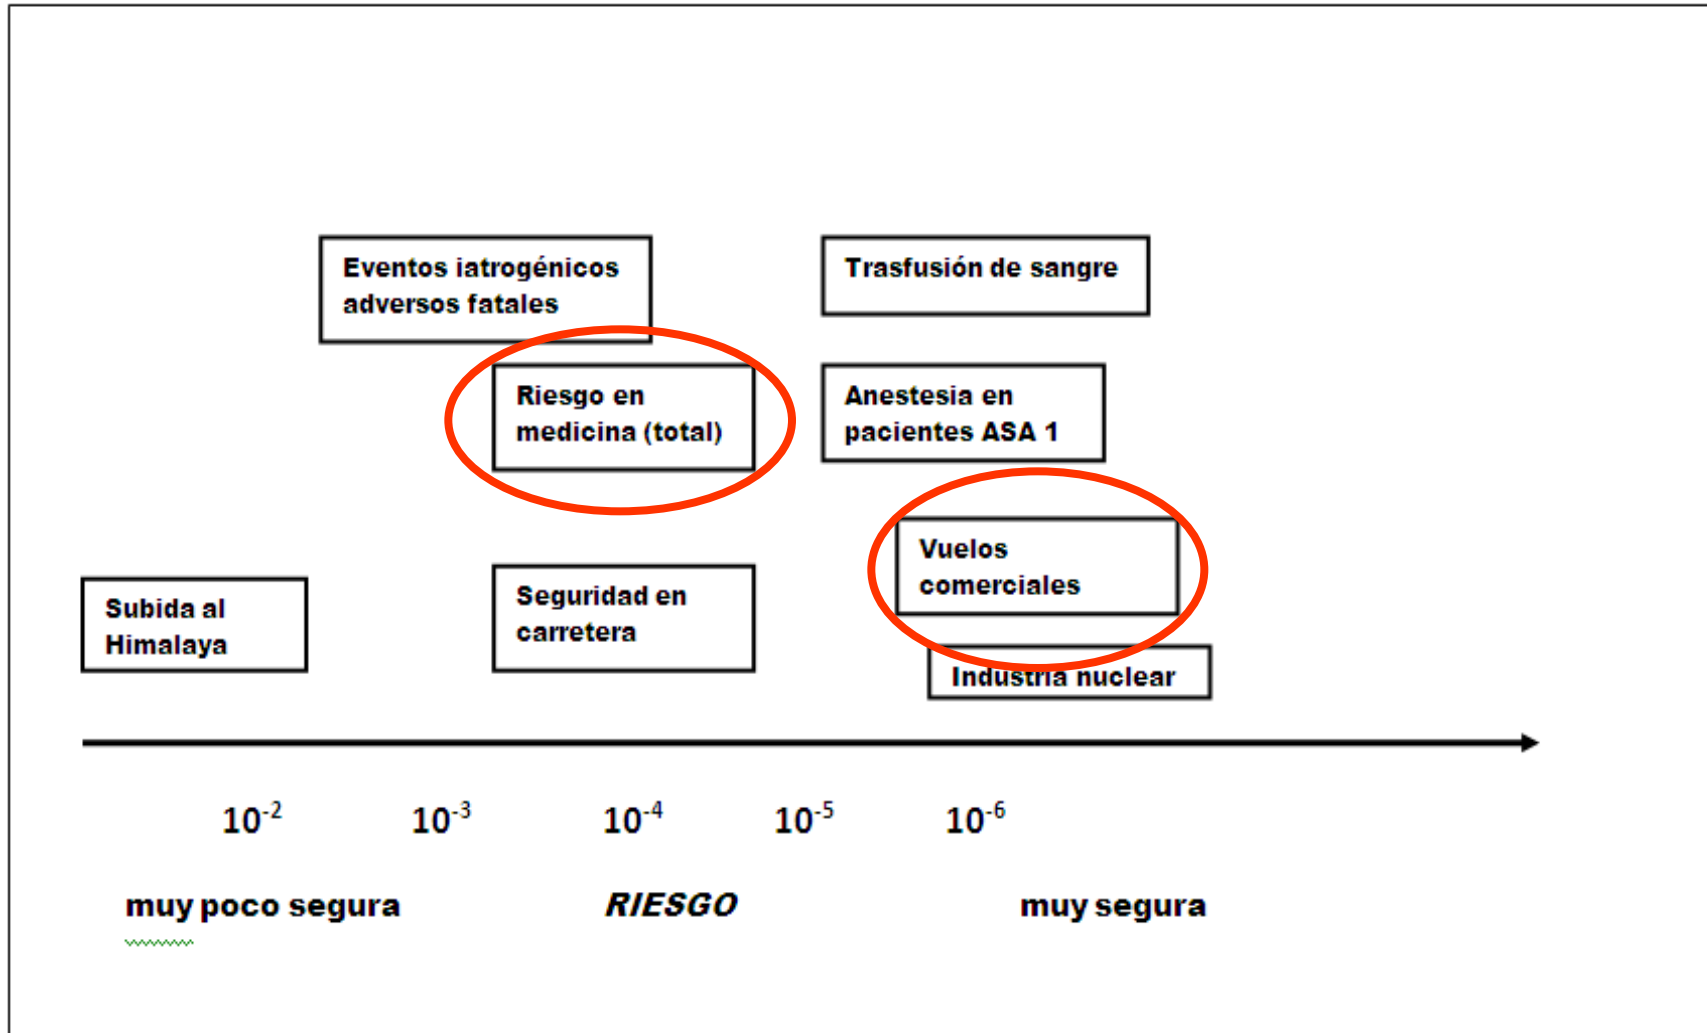 Eventos iatrogénicos
adversos fatales
Trasfusión de sangre
Riesgo en
medicina (total)
Anestesia en
pacientes ASA 1
Vuelos
comerciales
Subida al
Himalaya
Seguridad en
carretera
Industria nuclear
10⁻² 10⁻³ 10⁻⁴ 10⁻⁵ 10⁻⁶
muy poco segura RIESGO muy segura